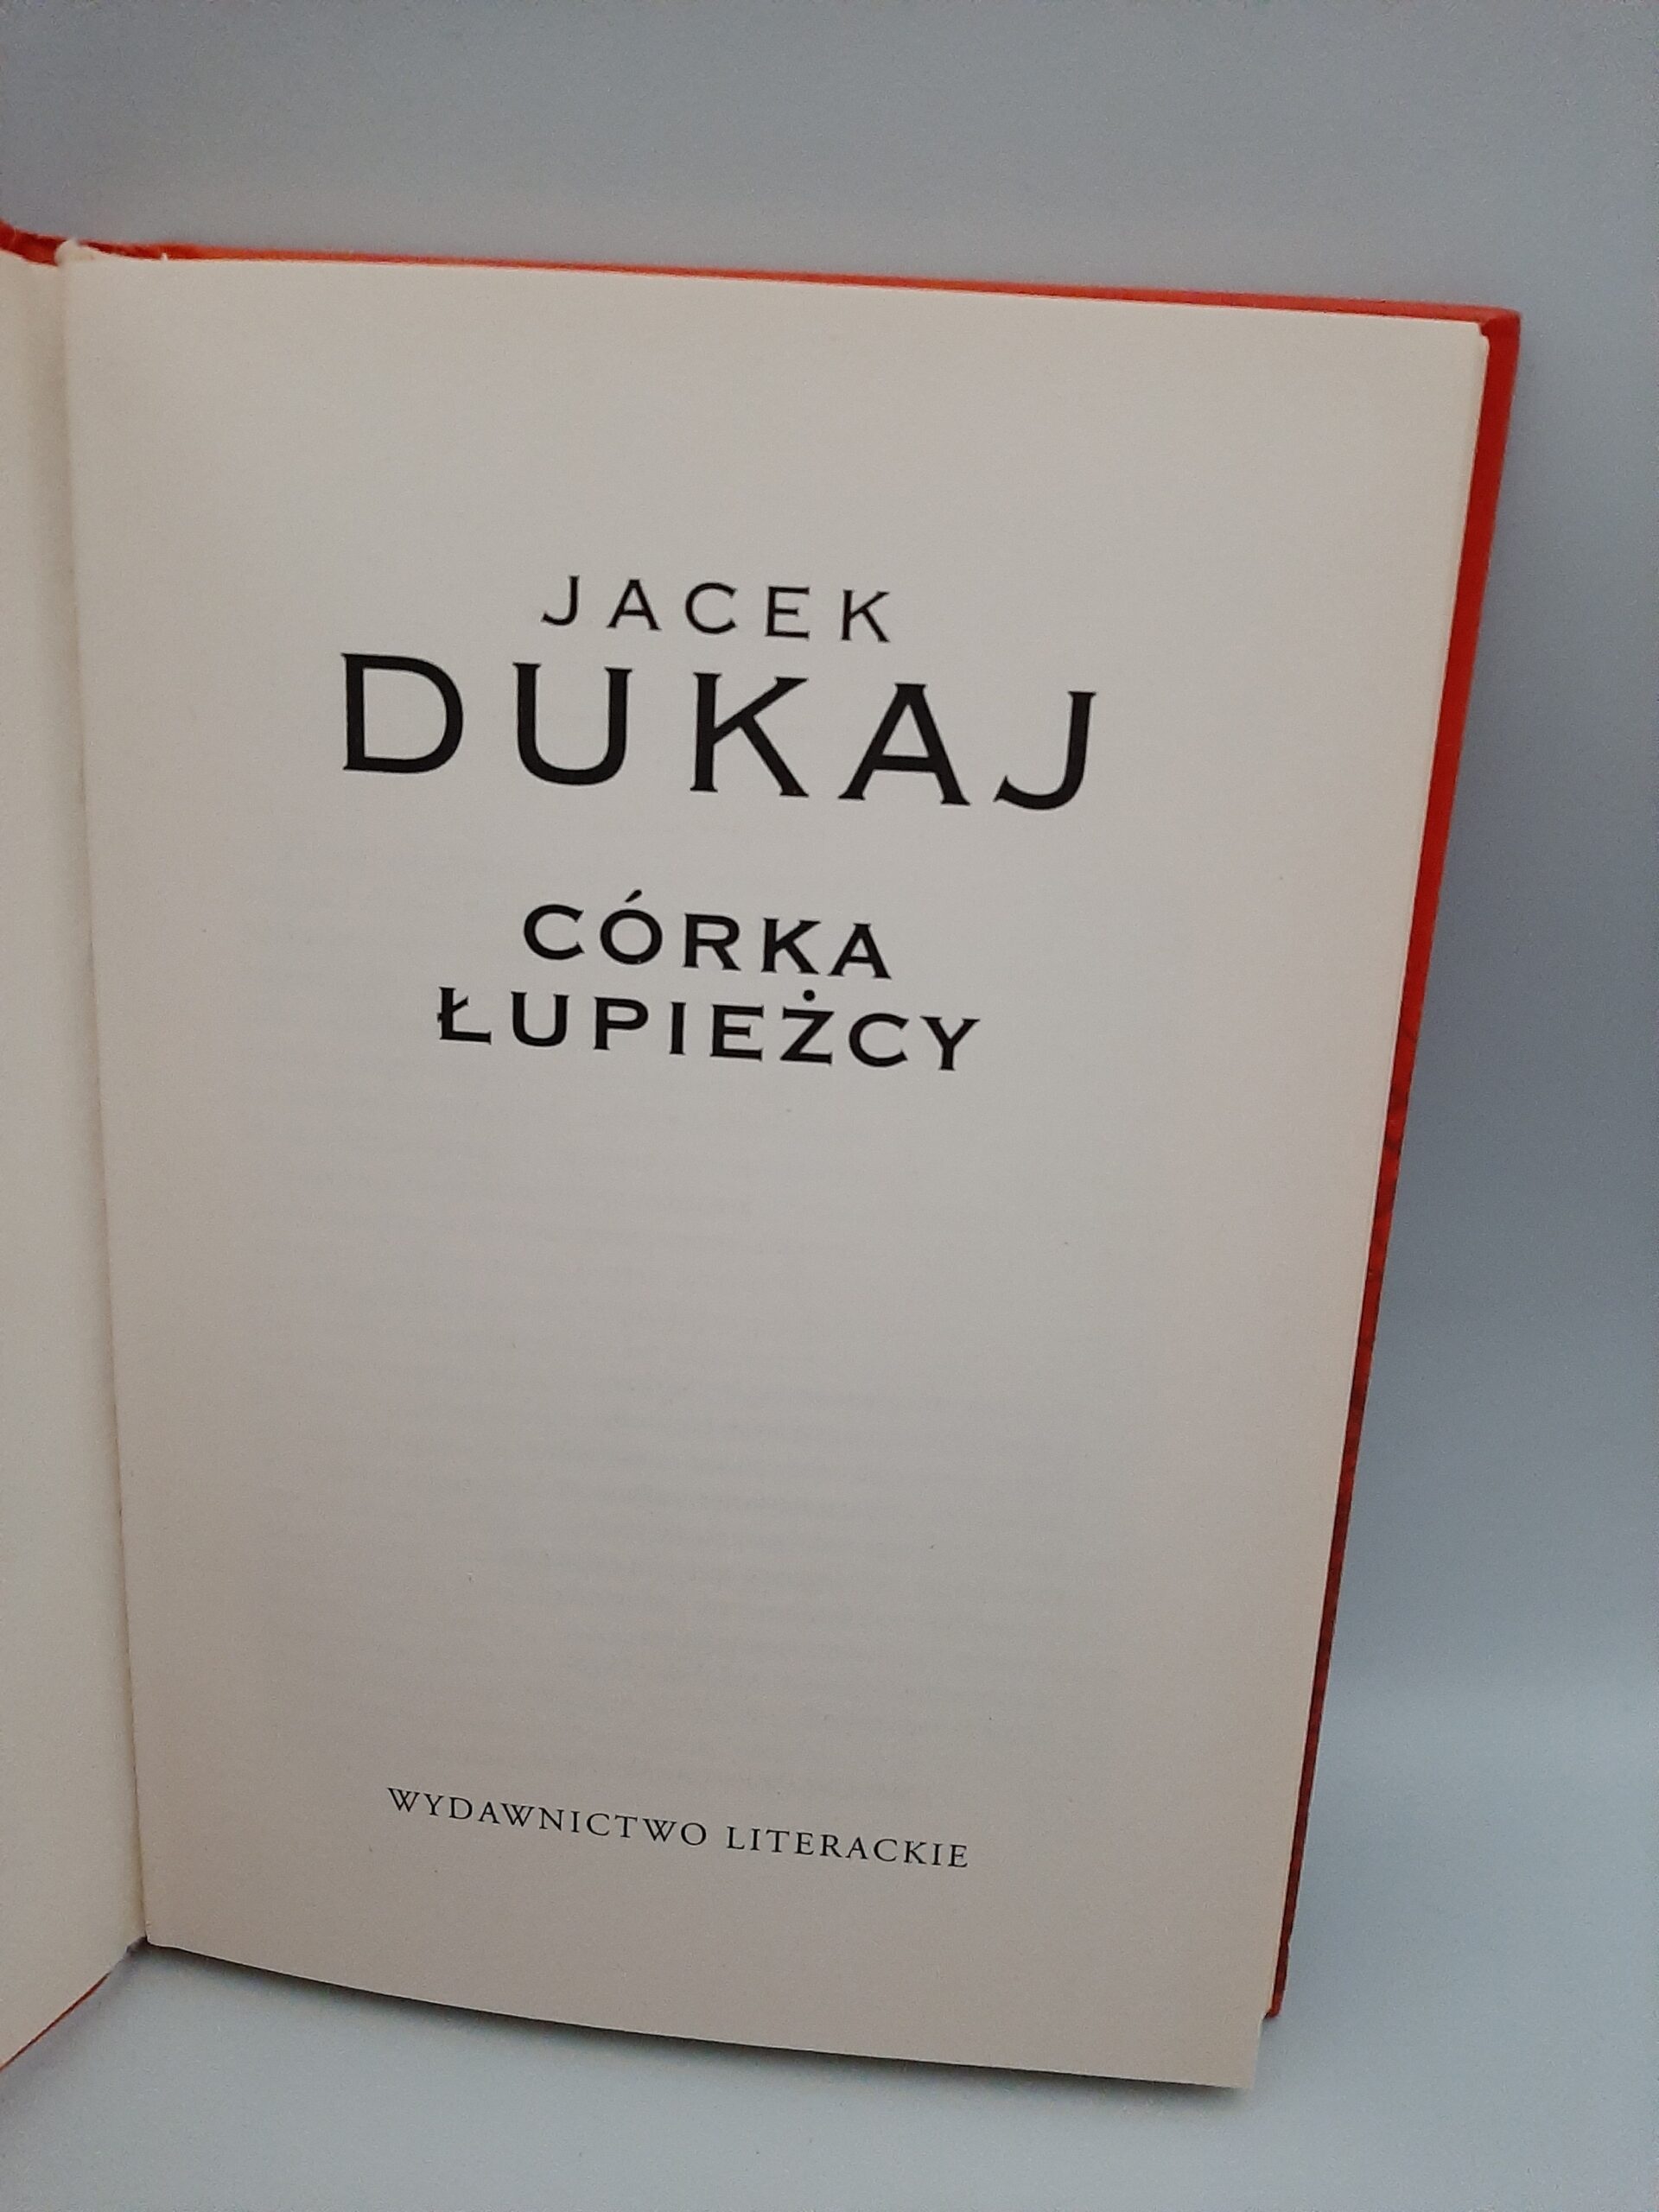 JACEK
DUKAJ
CÓRKA
ŁUPIEŻCY
WYDAWNICTWO LITERACKIE